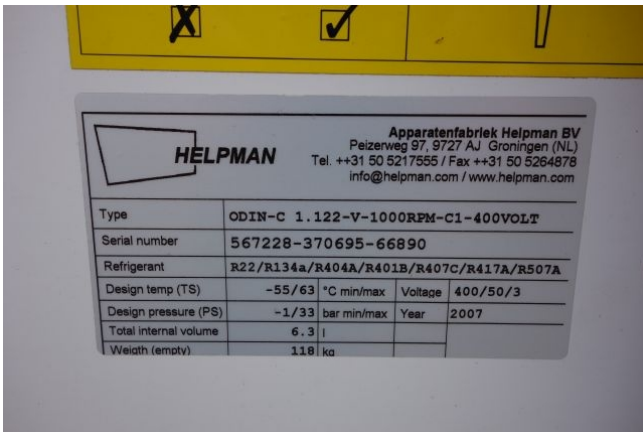 HELPMAN
Apparatenfabriek Helpman BV
Peizerweg 97, 9727 AJ Groningen (NL)
Tel. ++31 50 5217555 / Fax ++31 50 5264878
info@helpman.com / www.helpman.com
Type ODIN-C 1.122-V-1000RPM-C1-400VOLT
Serial number 567228-370695-66890
Refrigerant R22/R134a/R404A/R401B/R407C/R417A/R507A
Design temp (TS) -55/63 °C min/max Voltage 400/50/3
Design pressure (PS) -1/33 bar min/max Year 2007
Total internal volume 6.3 l
Weigth (empty) 118 kg